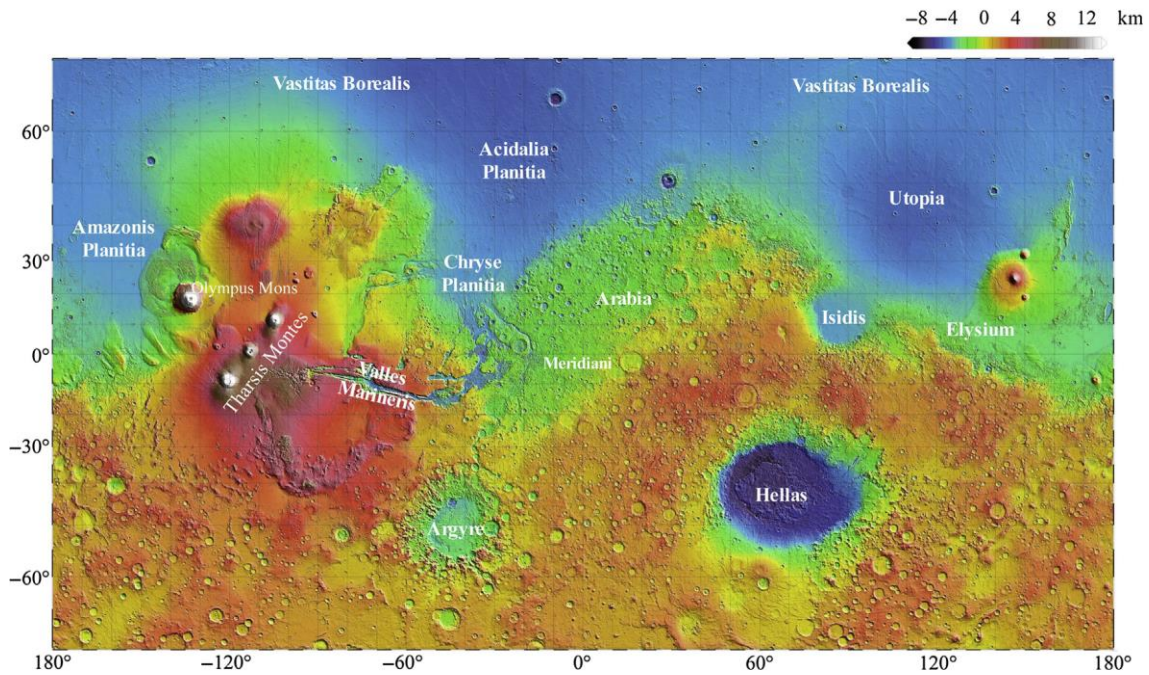 −8 −4 0 4 8 12 km
Vastitas Borealis
Vastitas Borealis
60°
Acidalia
Planitia
Utopia
Amazonis
Planitia
30°
Chryse
Planitia
Olympus Mons
Arabia
Isidis
Elysium
Tharsis Montes
0°
Meridiani
Valles
Marineris
−30°
Hellas
Argyre
−60°
180° −120° −60° 0° 60° 120° 180°